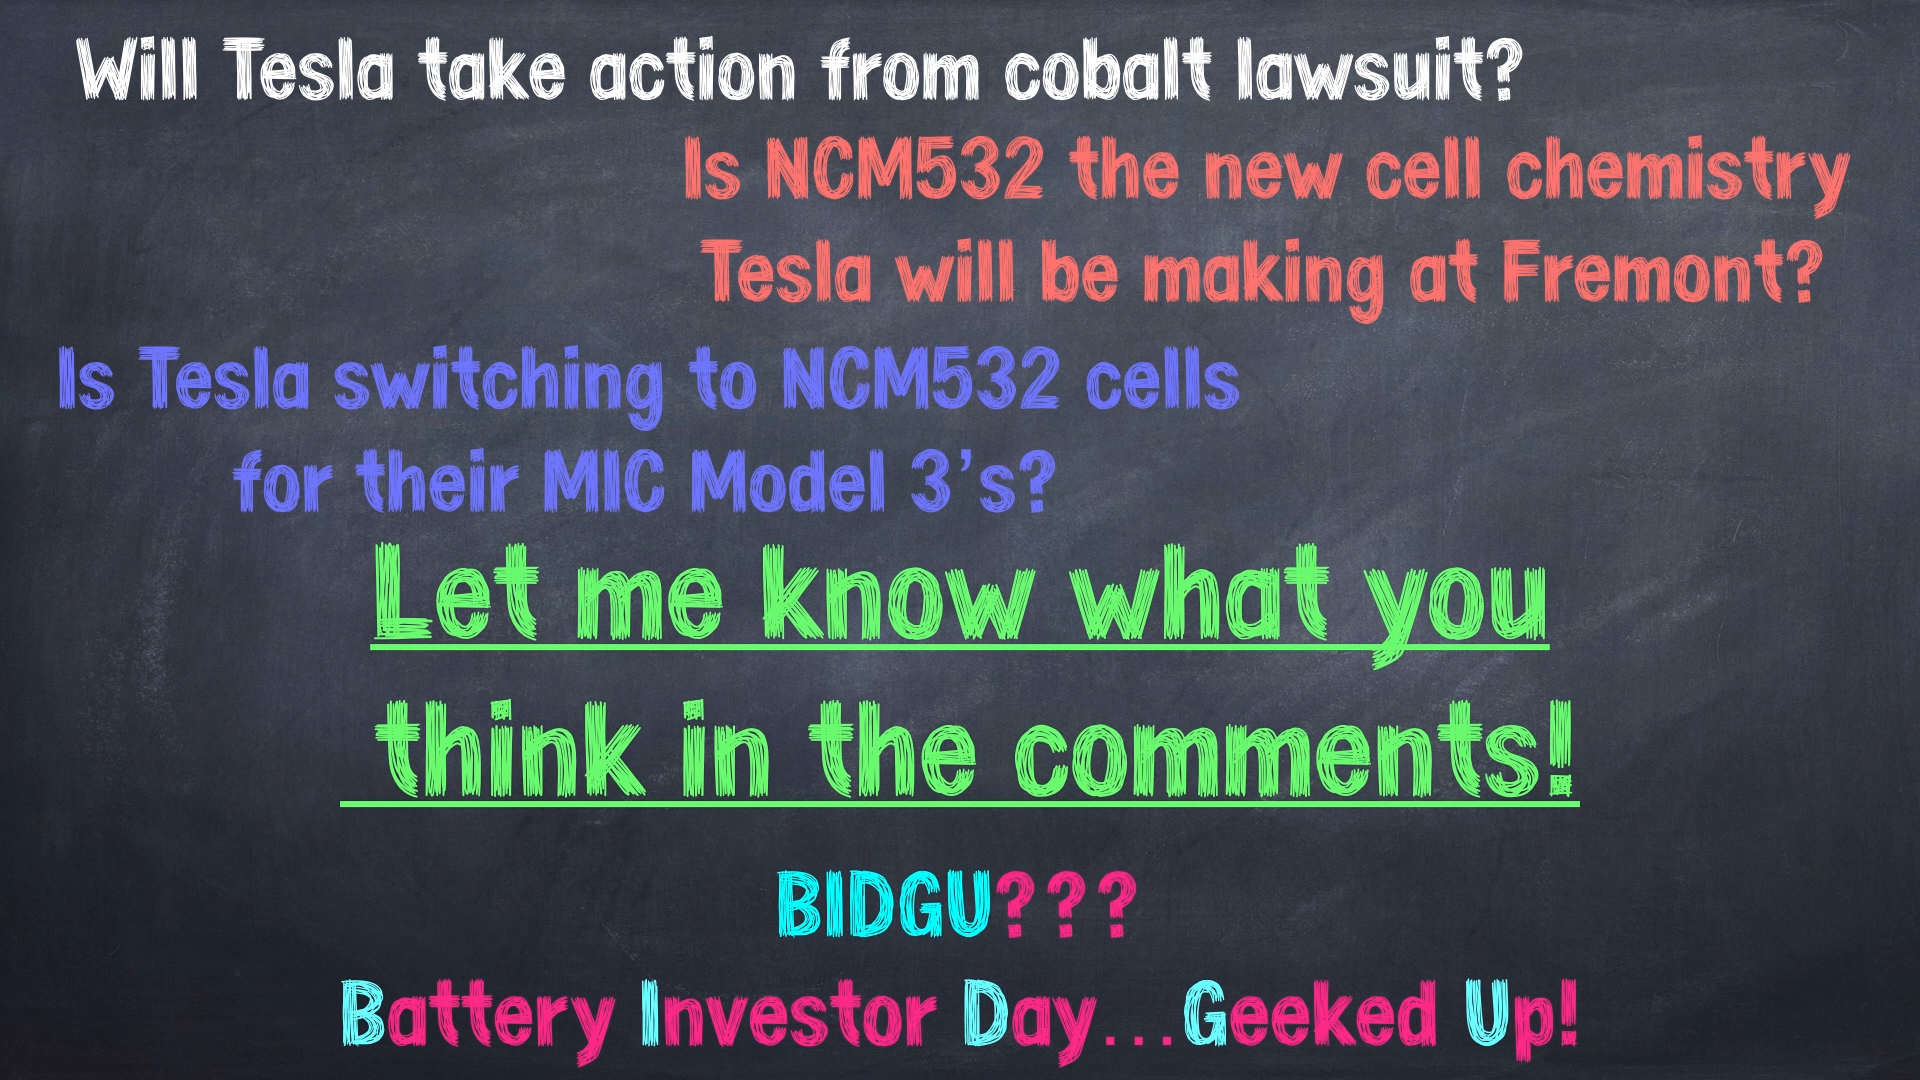 Will Tesla take action from cobalt lawsuit?
Is NCM532 the new cell chemistry
Tesla will be making at Fremont?
Is Tesla switching to NCM532 cells
for their MIC Model 3's?
Let me know what you
think in the comments!
BIDGU???
Battery Investor Day...Geeked Up!